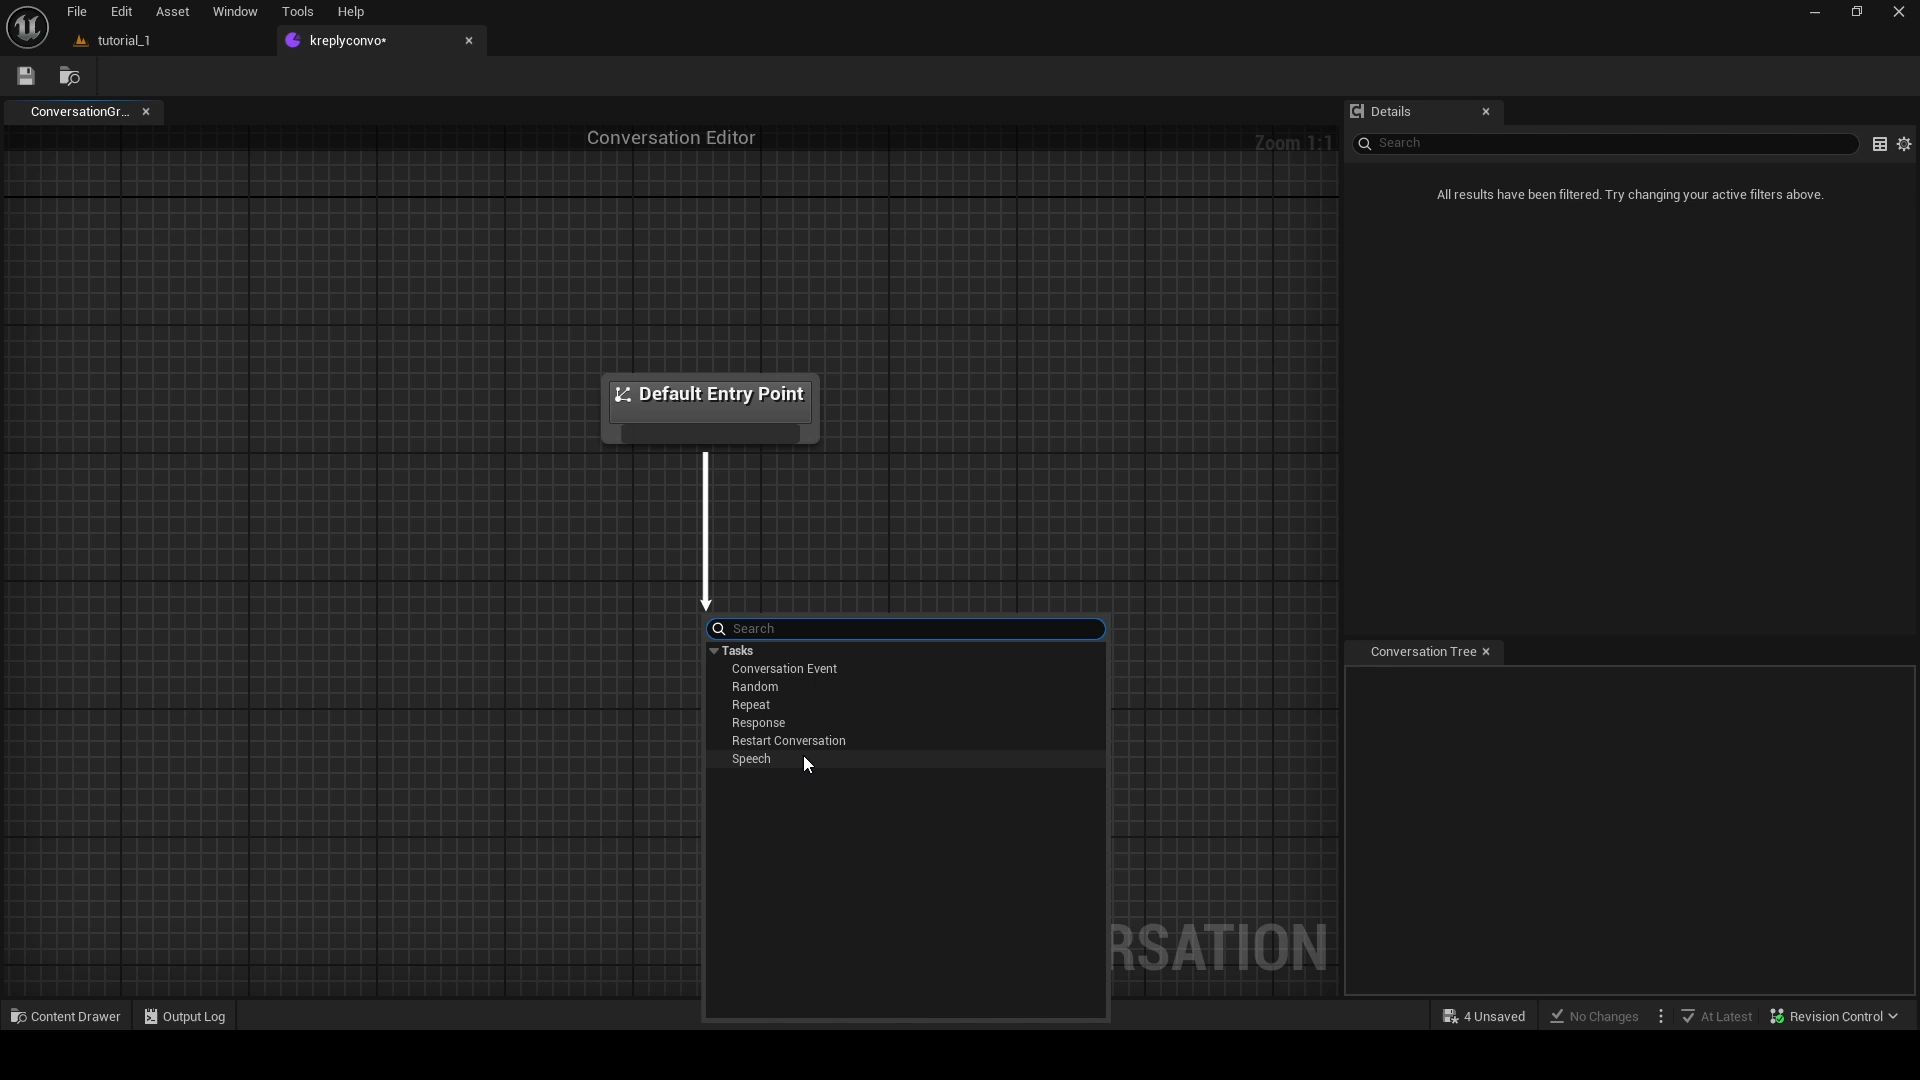 File Edit Asset Window Tools Help
tutorial_1
kreplyconvo*
ConversationGr...
Details
Conversation Editor
Zoom 1:1
Search
All results have been filtered. Try changing your active filters above.
Default Entry Point
Search
Tasks
Conversation Event
Random
Repeat
Response
Restart Conversation
Speech
Conversation Tree
RSATION
Content Drawer
Output Log
4 Unsaved
No Changes
At Latest
Revision Control